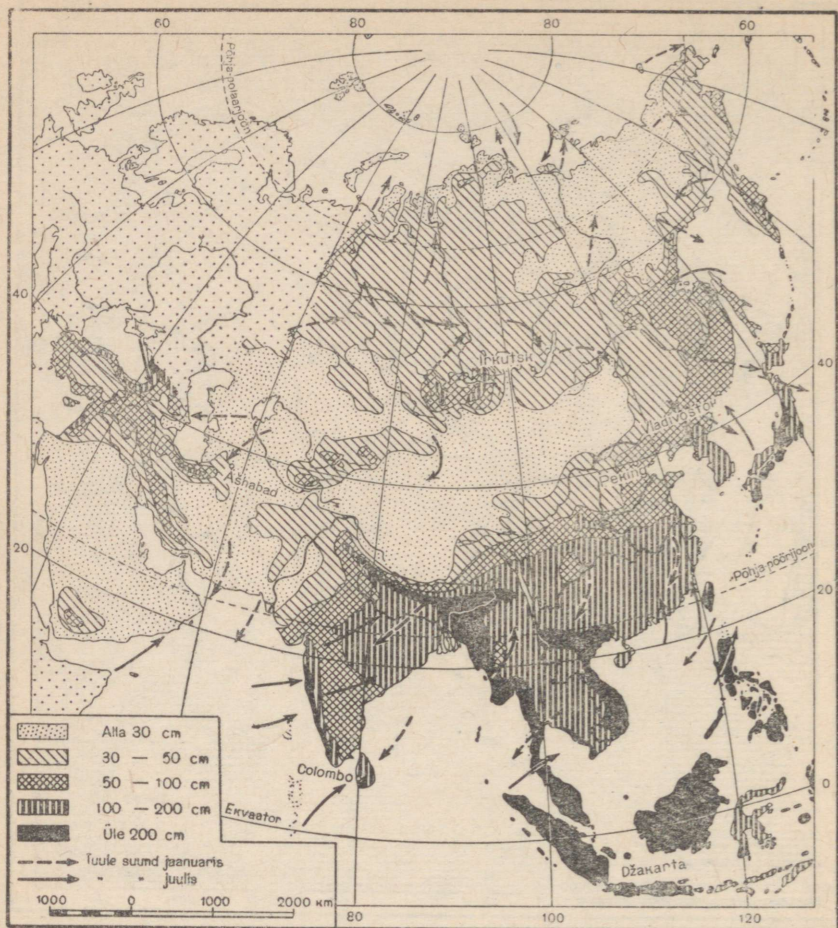 60
80
80
60
Põhja-polaarjoon
40
40
Irkutsk
Vladivostok
Peking
Ašhabad
20
Põhja-pöörijoon
20
Alla 30 cm
30 — 50 cm
50 — 100 cm
100 — 200 cm
Üle 200 cm
Tuule suund jaanuaris
" " juulis
1000 0 1000 2000 км
Colombo
Ekvaator
0
Džakarta
80
100
120